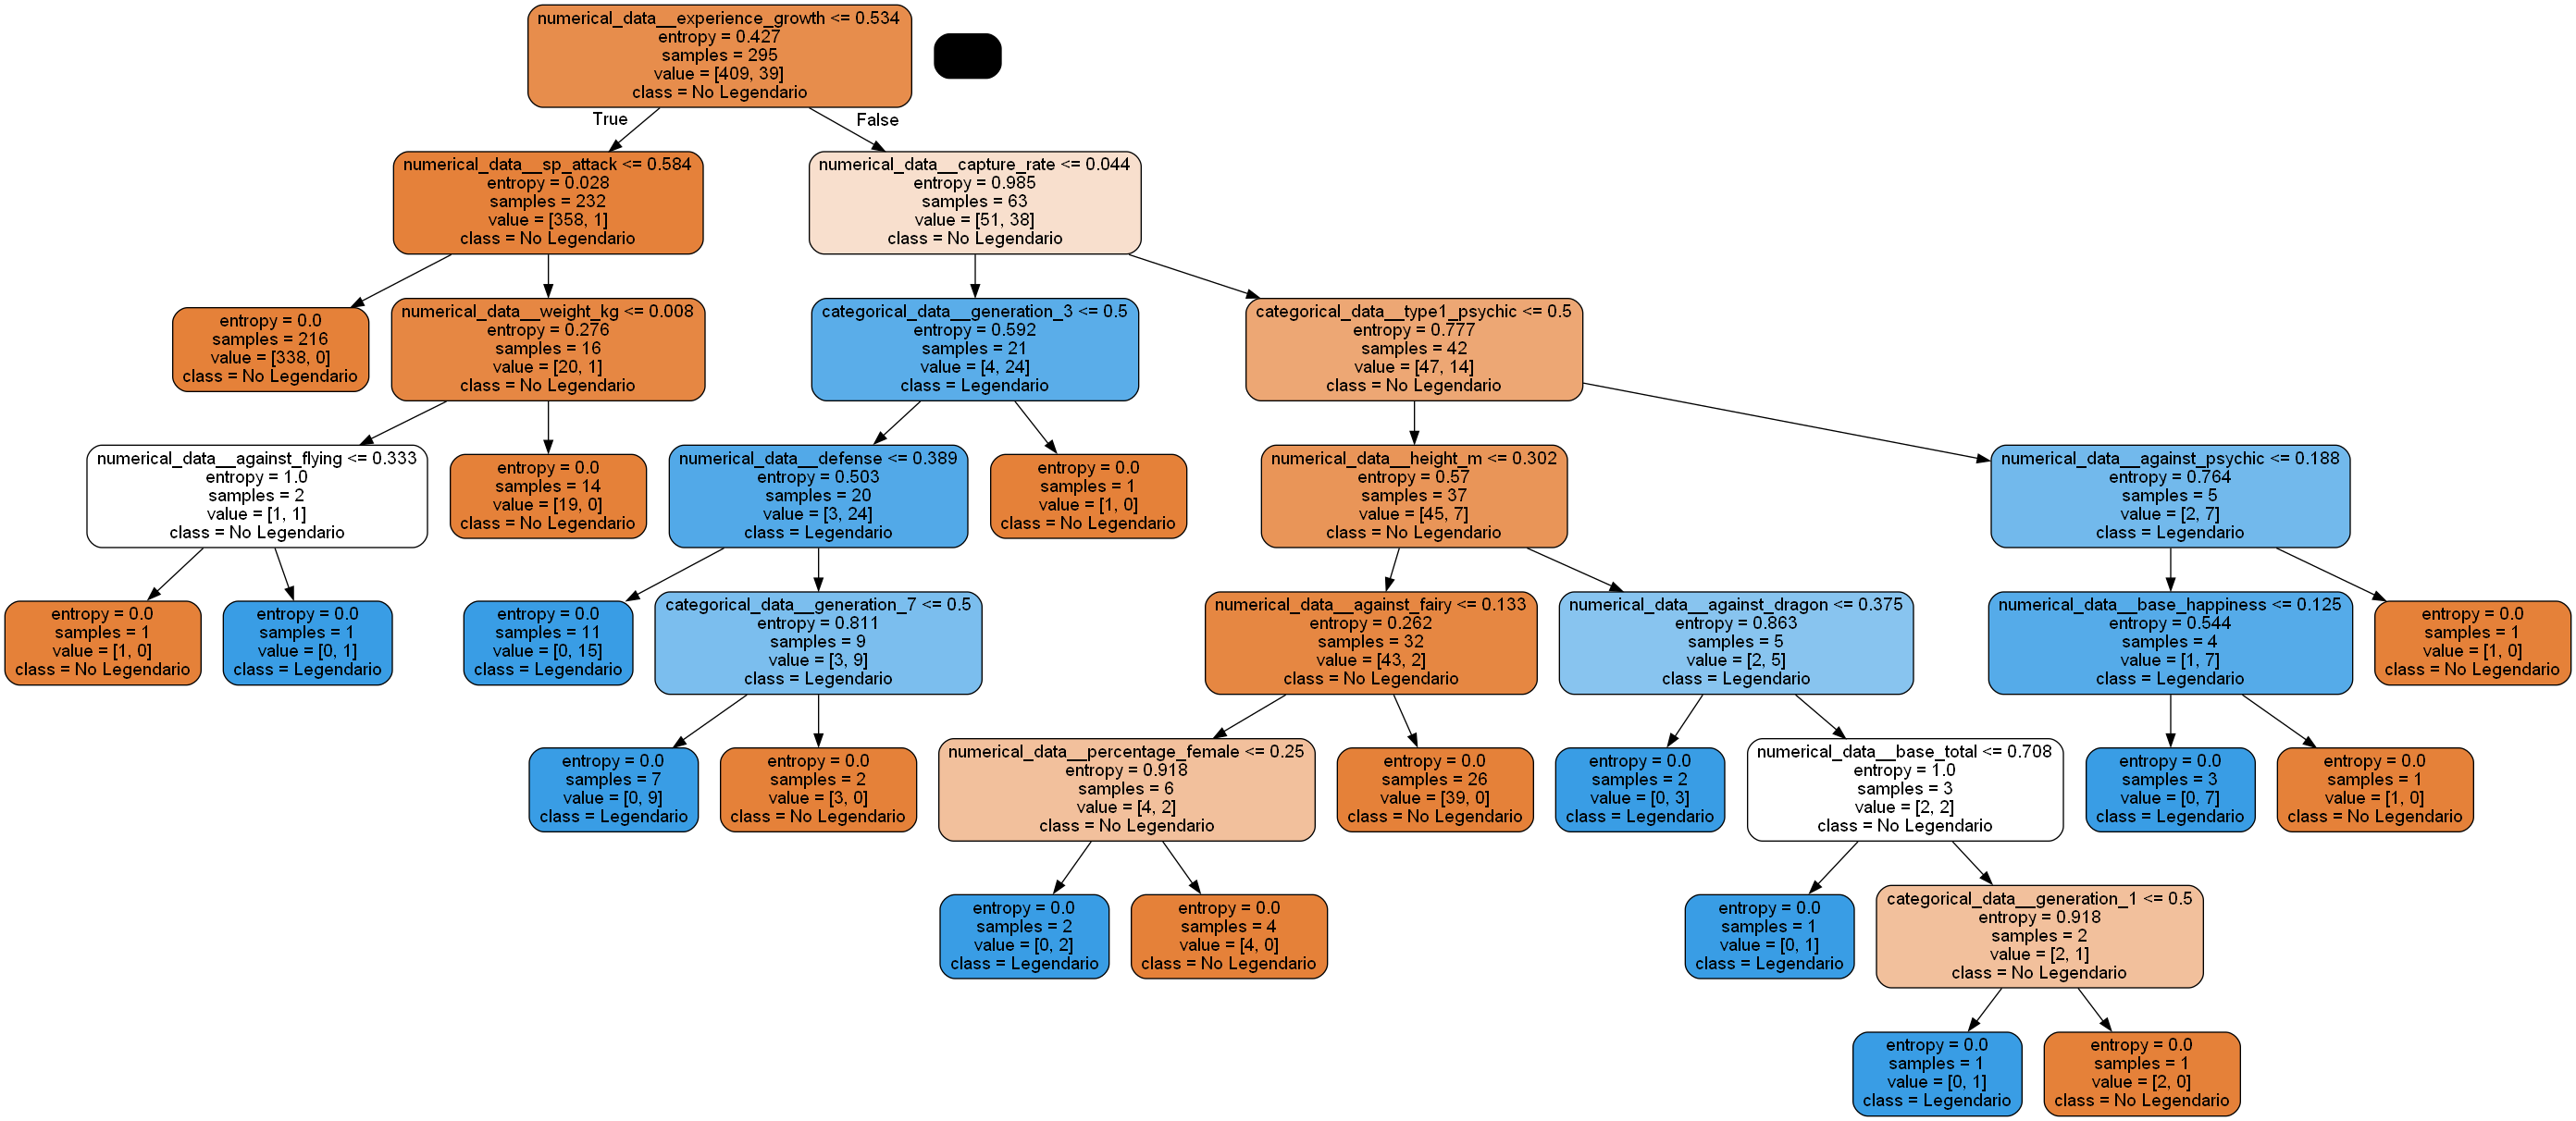 numerical_data__experience_growth <= 0.534
entropy = 0.427
samples = 295
value = [409, 39]
class = No Legendario
True
False
numerical_data__sp_attack <= 0.584
entropy = 0.028
samples = 232
value = [358, 1]
class = No Legendario
numerical_data__capture_rate <= 0.044
entropy = 0.985
samples = 63
value = [51, 38]
class = No Legendario
entropy = 0.0
samples = 216
value = [338, 0]
class = No Legendario
numerical_data__weight_kg <= 0.008
entropy = 0.276
samples = 16
value = [20, 1]
class = No Legendario
categorical_data__generation_3 <= 0.5
entropy = 0.592
samples = 21
value = [4, 24]
class = Legendario
categorical_data__type1_psychic <= 0.5
entropy = 0.777
samples = 42
value = [47, 14]
class = No Legendario
numerical_data__against_flying <= 0.333
entropy = 1.0
samples = 2
value = [1, 1]
class = No Legendario
entropy = 0.0
samples = 14
value = [19, 0]
class = No Legendario
numerical_data__defense <= 0.389
entropy = 0.503
samples = 20
value = [3, 24]
class = Legendario
entropy = 0.0
samples = 1
value = [1, 0]
class = No Legendario
numerical_data__height_m <= 0.302
entropy = 0.57
samples = 37
value = [45, 7]
class = No Legendario
numerical_data__against_psychic <= 0.188
entropy = 0.764
samples = 5
value = [2, 7]
class = Legendario
entropy = 0.0
samples = 1
value = [1, 0]
class = No Legendario
entropy = 0.0
samples = 1
value = [0, 1]
class = Legendario
entropy = 0.0
samples = 11
value = [0, 15]
class = Legendario
categorical_data__generation_7 <= 0.5
entropy = 0.811
samples = 9
value = [3, 9]
class = Legendario
numerical_data__against_fairy <= 0.133
entropy = 0.262
samples = 32
value = [43, 2]
class = No Legendario
numerical_data__against_dragon <= 0.375
entropy = 0.863
samples = 5
value = [2, 5]
class = Legendario
numerical_data__base_happiness <= 0.125
entropy = 0.544
samples = 4
value = [1, 7]
class = Legendario
entropy = 0.0
samples = 1
value = [1, 0]
class = No Legendario
entropy = 0.0
samples = 7
value = [0, 9]
class = Legendario
entropy = 0.0
samples = 2
value = [3, 0]
class = No Legendario
numerical_data__percentage_female <= 0.25
entropy = 0.918
samples = 6
value = [4, 2]
class = No Legendario
entropy = 0.0
samples = 26
value = [39, 0]
class = No Legendario
entropy = 0.0
samples = 2
value = [0, 3]
class = Legendario
numerical_data__base_total <= 0.708
entropy = 1.0
samples = 3
value = [2, 2]
class = No Legendario
entropy = 0.0
samples = 3
value = [0, 7]
class = Legendario
entropy = 0.0
samples = 1
value = [1, 0]
class = No Legendario
entropy = 0.0
samples = 2
value = [0, 2]
class = Legendario
entropy = 0.0
samples = 4
value = [4, 0]
class = No Legendario
entropy = 0.0
samples = 1
value = [0, 1]
class = Legendario
categorical_data__generation_1 <= 0.5
entropy = 0.918
samples = 2
value = [2, 1]
class = No Legendario
entropy = 0.0
samples = 1
value = [0, 1]
class = Legendario
entropy = 0.0
samples = 1
value = [2, 0]
class = No Legendario